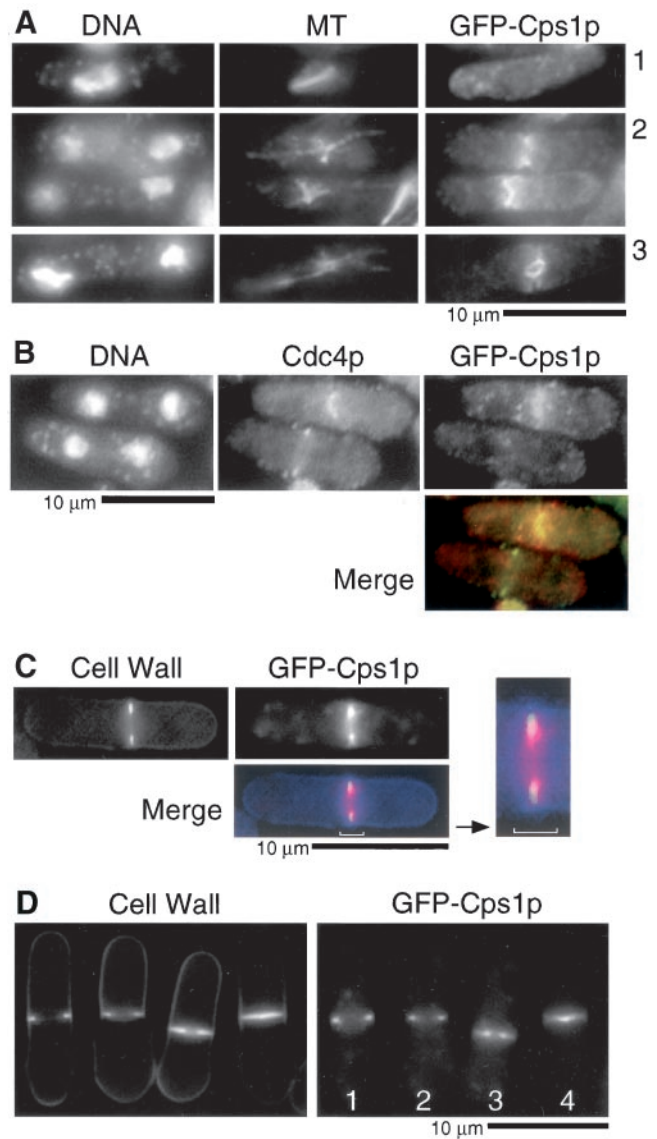 A DNA MT GFP-Cps1p
1
2
3
10 μm
B DNA Cdc4p GFP-Cps1p
10 μm
Merge
C Cell Wall GFP-Cps1p
Merge
10 μm
D Cell Wall GFP-Cps1p
1 2 3 4
10 μm